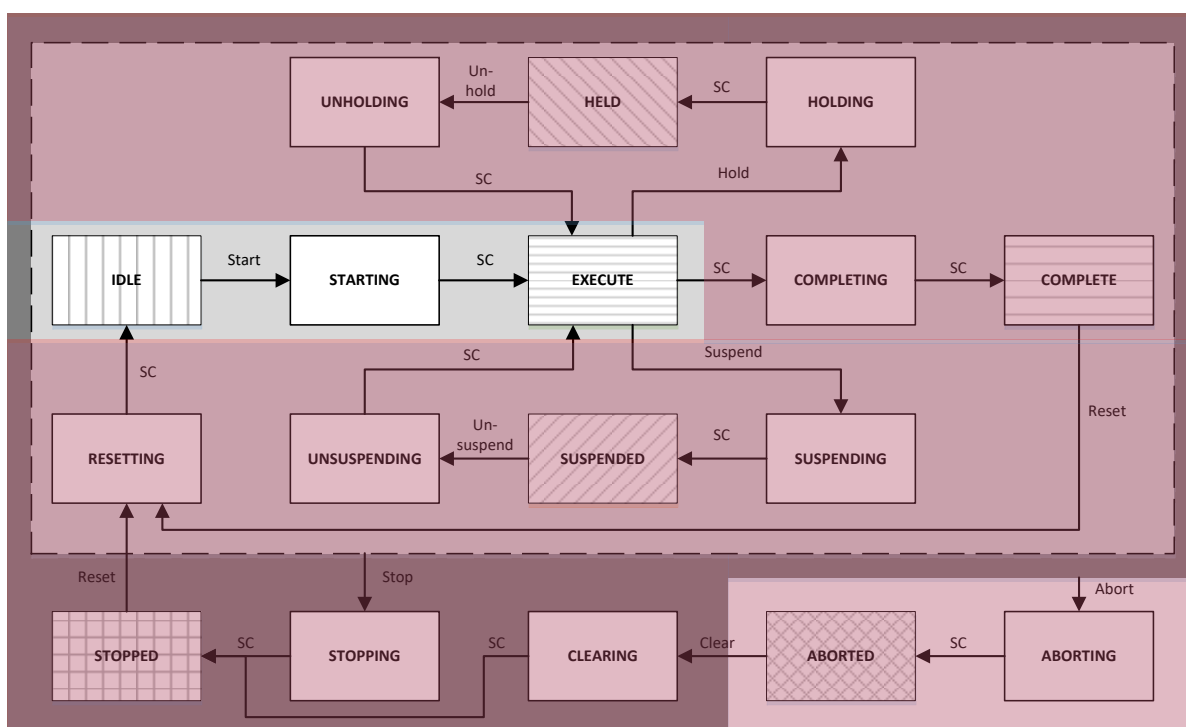 Un-
hold
UNHOLDING
HELD
SC
HOLDING
SC
Hold
IDLE
Start
STARTING
SC
EXECUTE
SC
COMPLETING
SC
COMPLETE
SC
SC
Suspend
Reset
RESETTING
UNSUSPENDING
Un-
suspend
SUSPENDED
SC
SUSPENDING
Reset
Stop
Abort
STOPPED
SC
STOPPING
SC
CLEARING
Clear
ABORTED
SC
ABORTING